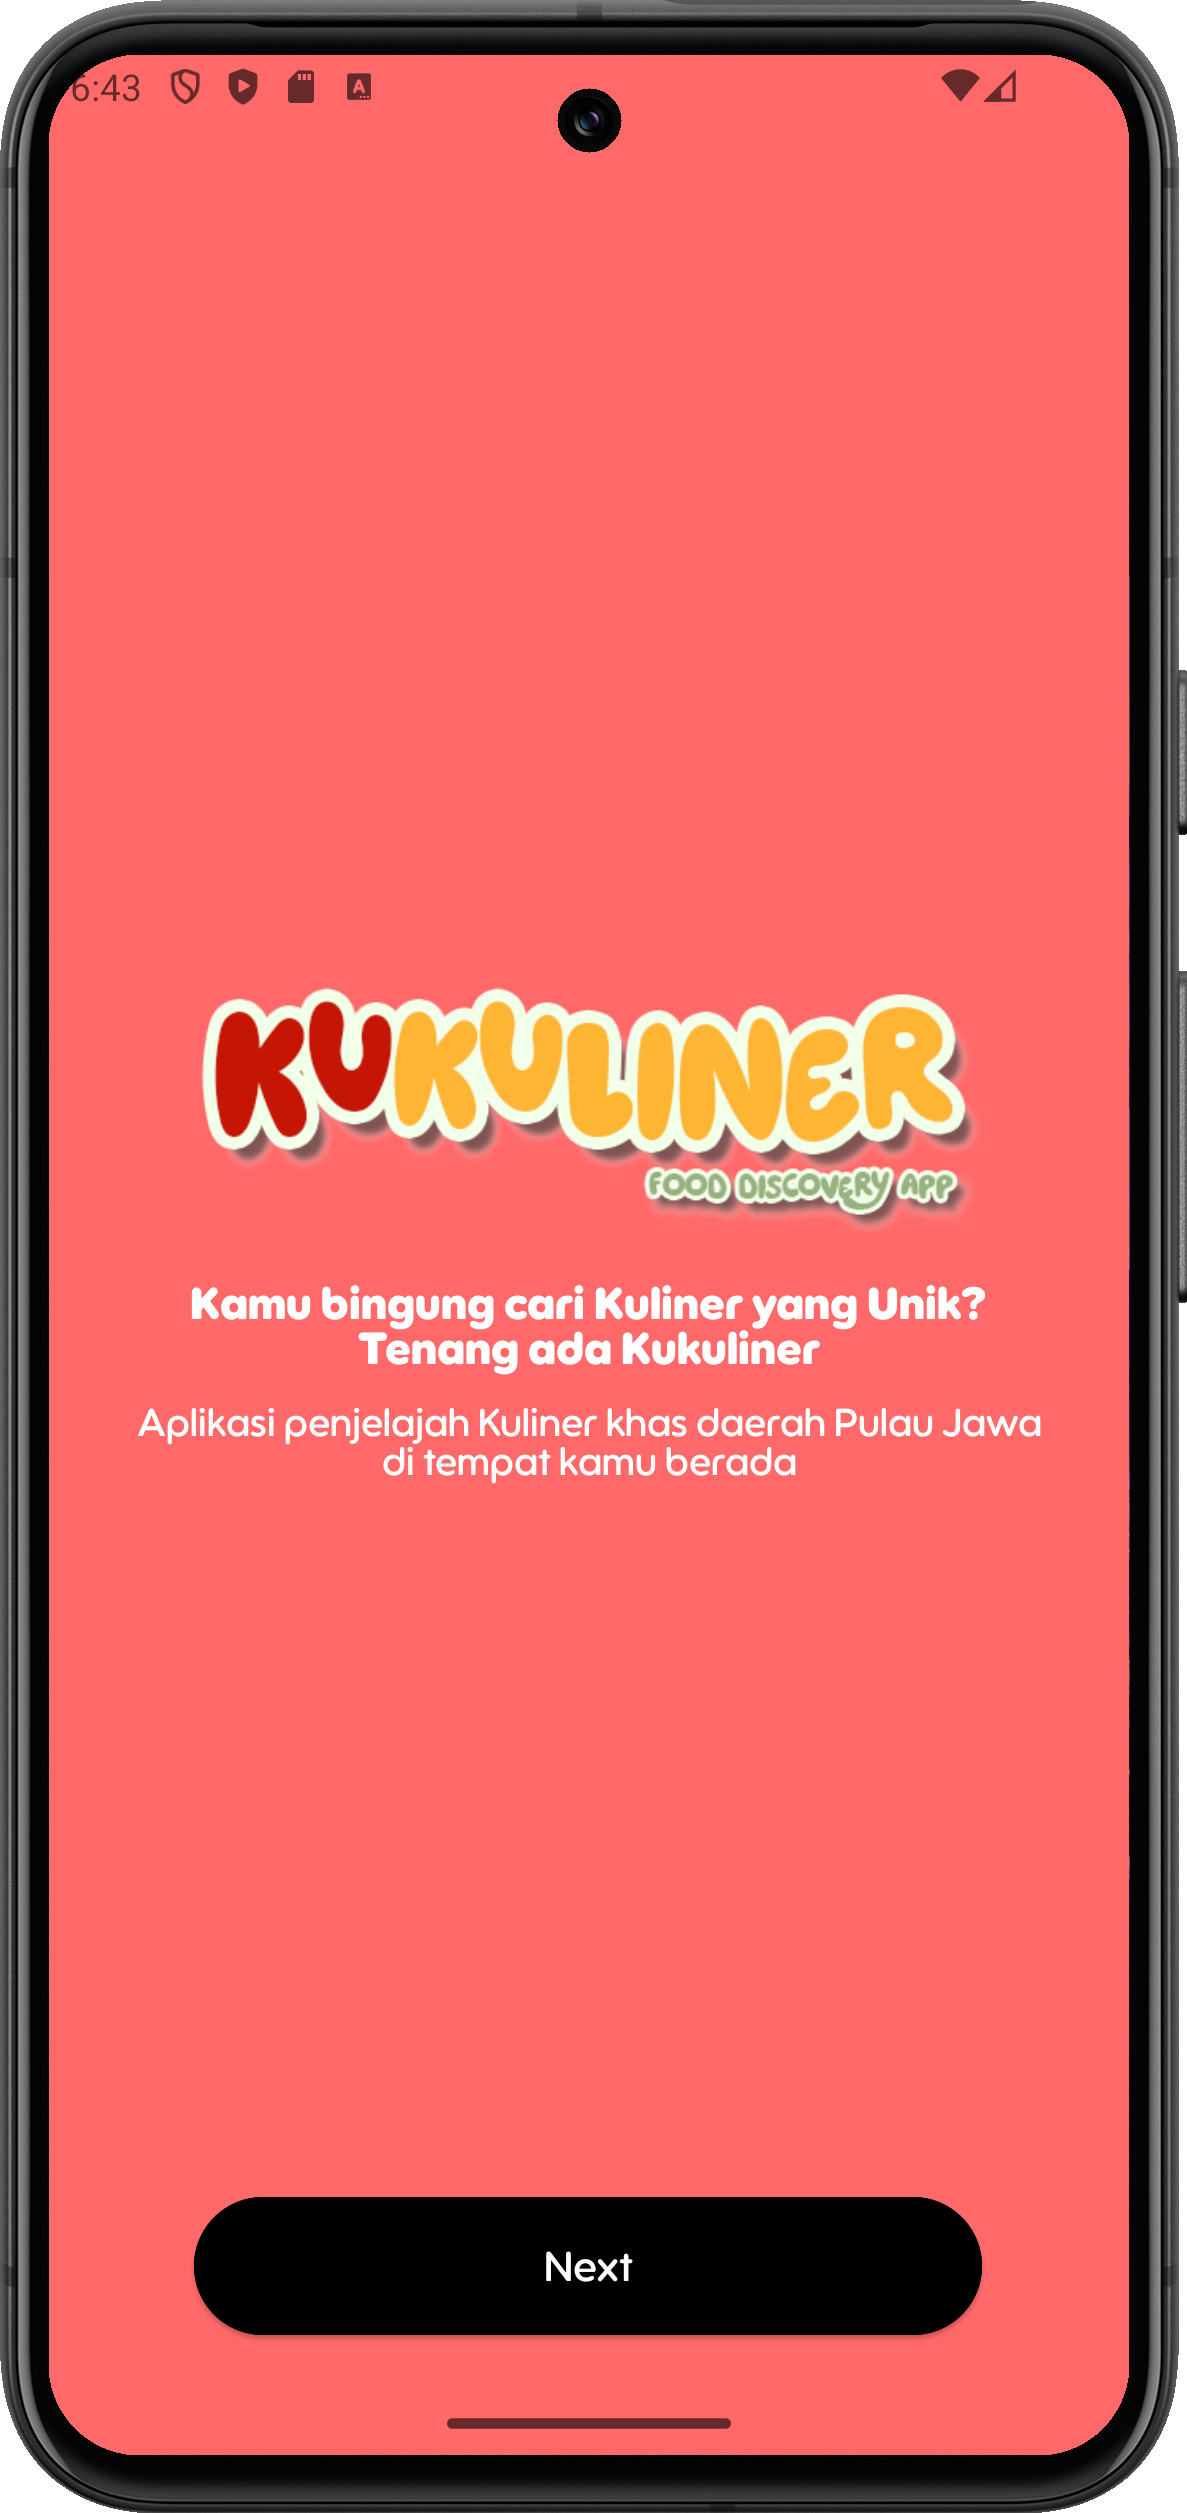 6:43
KUKULINER
FOOD DISCOVERY APP
Kamu bingung cari Kuliner yang Unik?
Tenang ada Kukuliner
Aplikasi penjelajah Kuliner khas daerah Pulau Jawa
di tempat kamu berada
Next